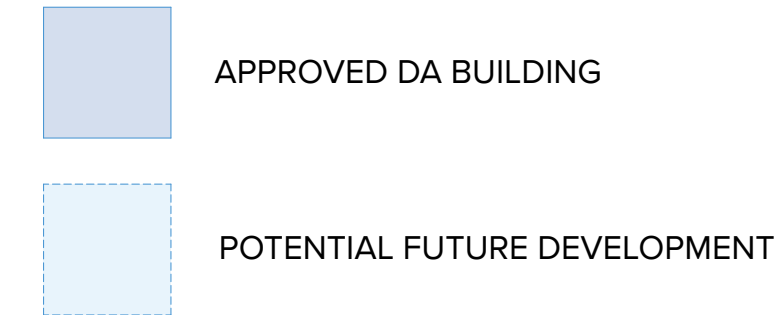 APPROVED DA BUILDING
POTENTIAL FUTURE DEVELOPMENT